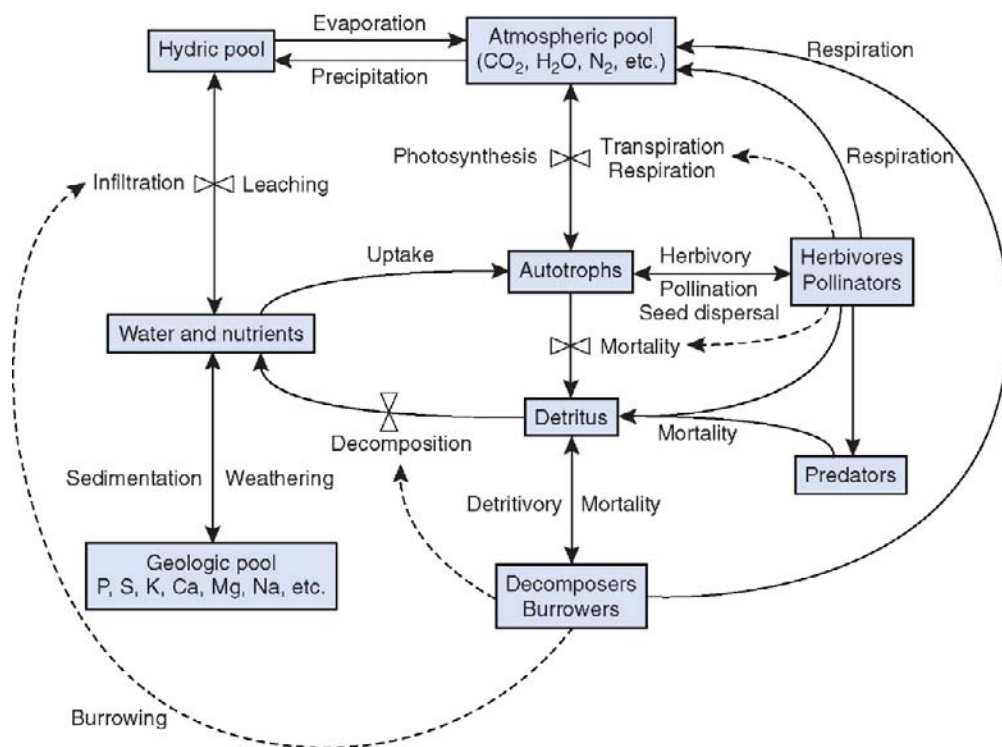 Evaporation
Hydric pool
Precipitation
Atmospheric pool
(CO₂, H₂O, N₂, etc.)
Respiration
Photosynthesis
Transpiration
Respiration
Respiration
Infiltration
Leaching
Uptake
Autotrophs
Herbivory
Pollination
Seed dispersal
Herbivores
Pollinators
Water and nutrients
Mortality
Decomposition
Detritus
Mortality
Predators
Sedimentation
Weathering
Detritivory
Mortality
Geologic pool
P, S, K, Ca, Mg, Na, etc.
Decomposers
Burrowers
Burrowing